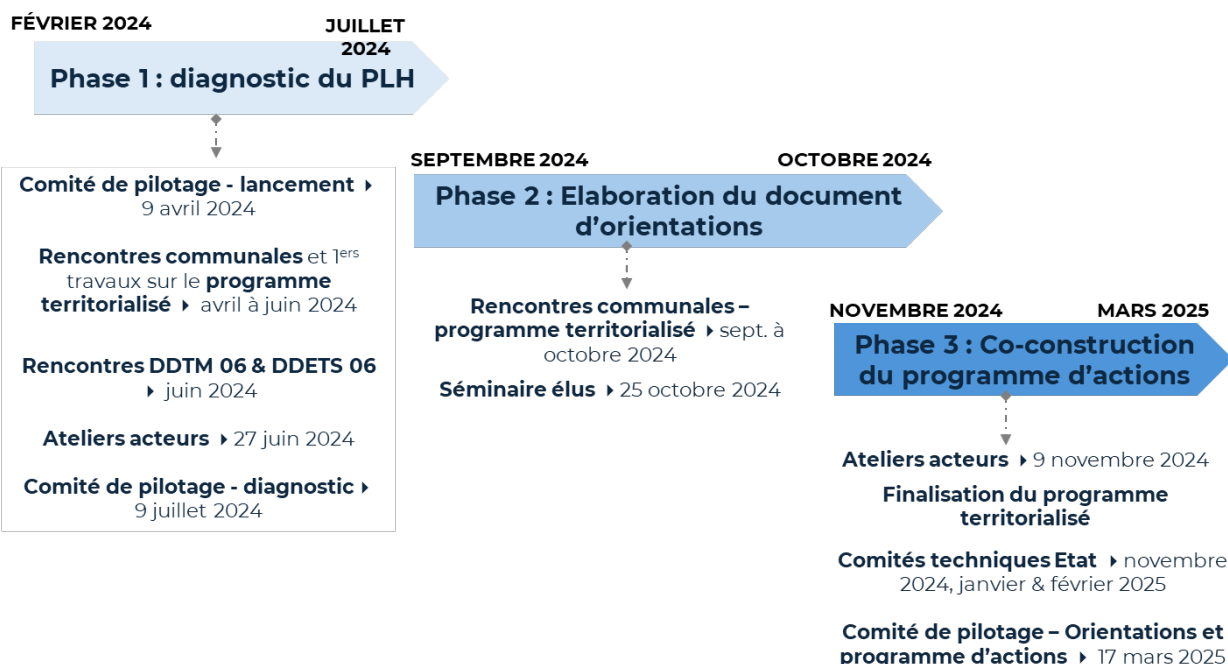 FÉVRIER 2024
JUILLET
2024
Phase 1 : diagnostic du PLH
Comité de pilotage - lancement ▸
9 avril 2024
Rencontres communales et 1ers
travaux sur le programme
territorialisé ▸ avril à juin 2024
Rencontres DDTM 06 & DDETS 06
▸ juin 2024
Ateliers acteurs ▸ 27 juin 2024
Comité de pilotage - diagnostic ▸
9 juillet 2024
SEPTEMBRE 2024
OCTOBRE 2024
Phase 2 : Elaboration du document
d’orientations
Rencontres communales –
programme territorialisé ▸ sept. à
octobre 2024
Séminaire élus ▸ 25 octobre 2024
NOVEMBRE 2024
MARS 2025
Phase 3 : Co-construction
du programme d’actions
Ateliers acteurs ▸ 9 novembre 2024
Finalisation du programme
territorialisé
Comités techniques Etat ▸ novembre
2024, janvier & février 2025
Comité de pilotage – Orientations et
programme d’actions ▸ 17 mars 2025